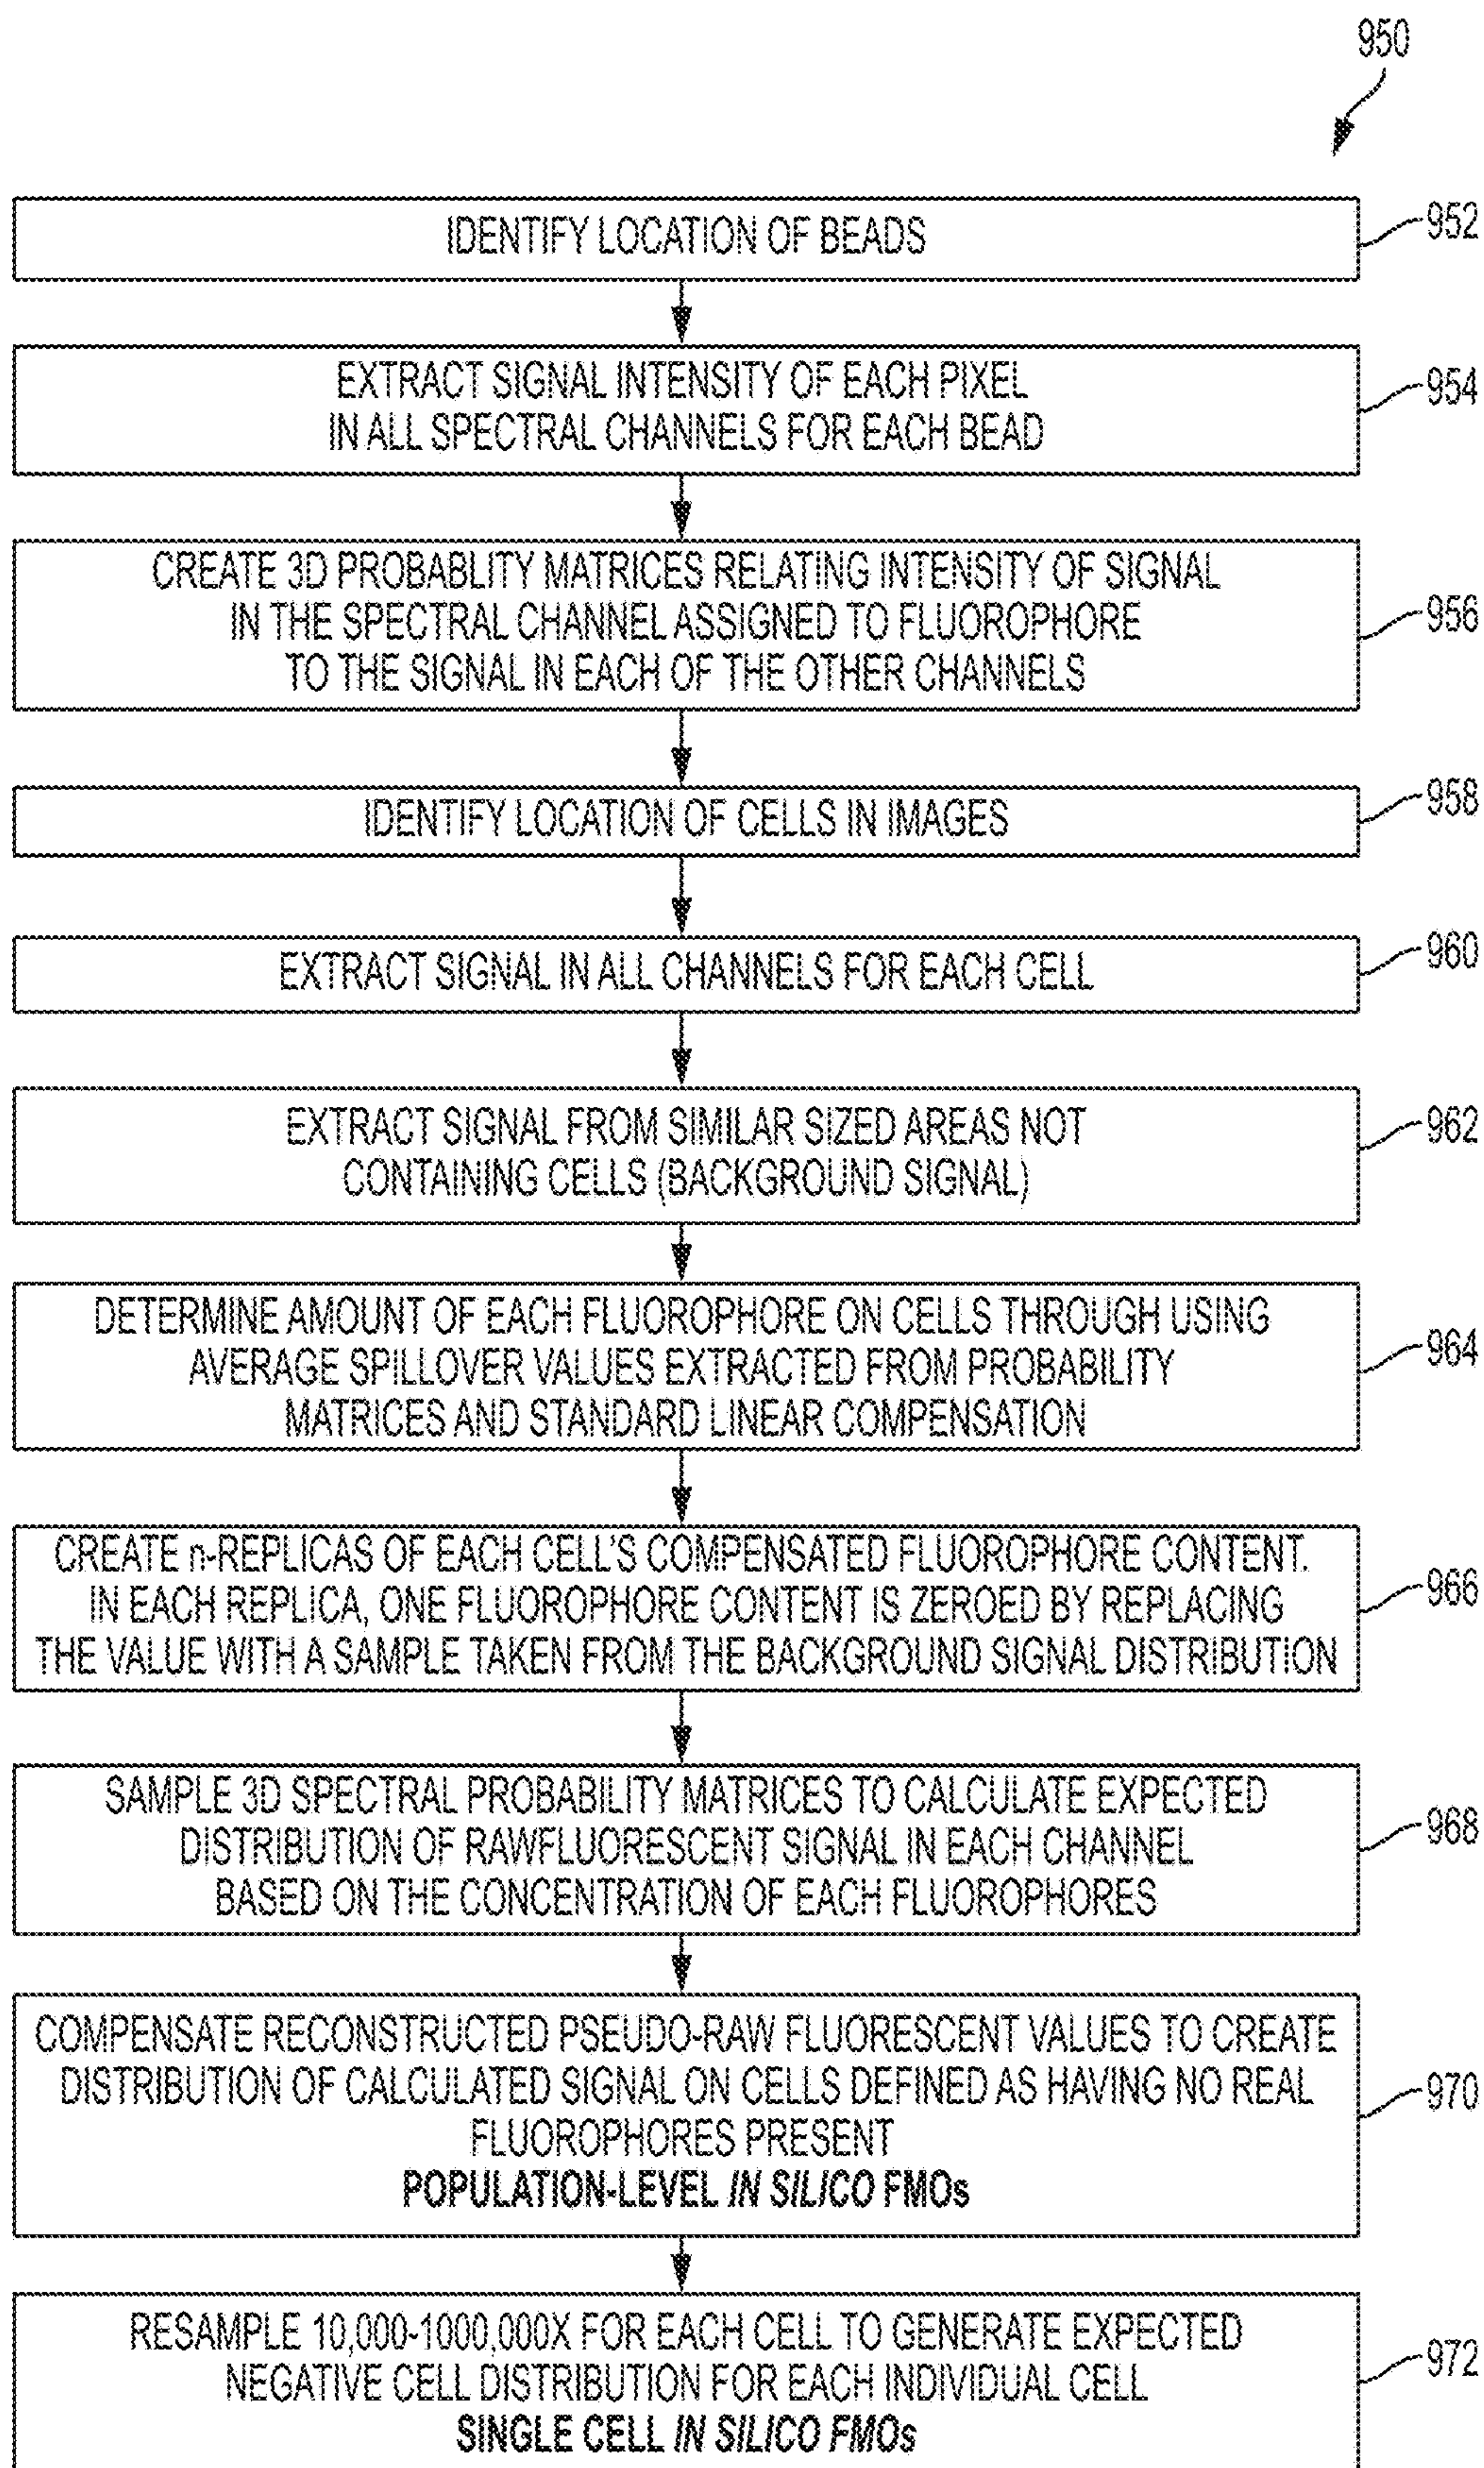 950
IDENTIFY LOCATION OF BEADS
952
EXTRACT SIGNAL INTENSITY OF EACH PIXEL
IN ALL SPECTRAL CHANNELS FOR EACH BEAD
954
CREATE 3D PROBABLITY MATRICES RELATING INTENSITY OF SIGNAL
IN THE SPECTRAL CHANNEL ASSIGNED TO FLUOROPHORE
TO THE SIGNAL IN EACH OF THE OTHER CHANNELS
956
IDENTIFY LOCATION OF CELLS IN IMAGES
958
EXTRACT SIGNAL IN ALL CHANNELS FOR EACH CELL
960
EXTRACT SIGNAL FROM SIMILAR SIZED AREAS NOT
CONTAINING CELLS (BACKGROUND SIGNAL)
962
DETERMINE AMOUNT OF EACH FLUOROPHORE ON CELLS THROUGH USING
AVERAGE SPILLOVER VALUES EXTRACTED FROM PROBABILITY
MATRICES AND STANDARD LINEAR COMPENSATION
964
CREATE n-REPLICAS OF EACH CELL'S COMPENSATED FLUOROPHORE CONTENT.
IN EACH REPLICA, ONE FLUOROPHORE CONTENT IS ZEROED BY REPLACING
THE VALUE WITH A SAMPLE TAKEN FROM THE BACKGROUND SIGNAL DISTRIBUTION
966
SAMPLE 3D SPECTRAL PROBABILITY MATRICES TO CALCULATE EXPECTED
DISTRIBUTION OF RAWFLUORESCENT SIGNAL IN EACH CHANNEL
BASED ON THE CONCENTRATION OF EACH FLUOROPHORES
968
COMPENSATE RECONSTRUCTED PSEUDO-RAW FLUORESCENT VALUES TO CREATE
DISTRIBUTION OF CALCULATED SIGNAL ON CELLS DEFINED AS HAVING NO REAL
FLUOROPHORES PRESENT
POPULATION-LEVEL IN SILICO FMOs
970
RESAMPLE 10,000-1000,000X FOR EACH CELL TO GENERATE EXPECTED
NEGATIVE CELL DISTRIBUTION FOR EACH INDIVIDUAL CELL
SINGLE CELL IN SILICO FMOs
972